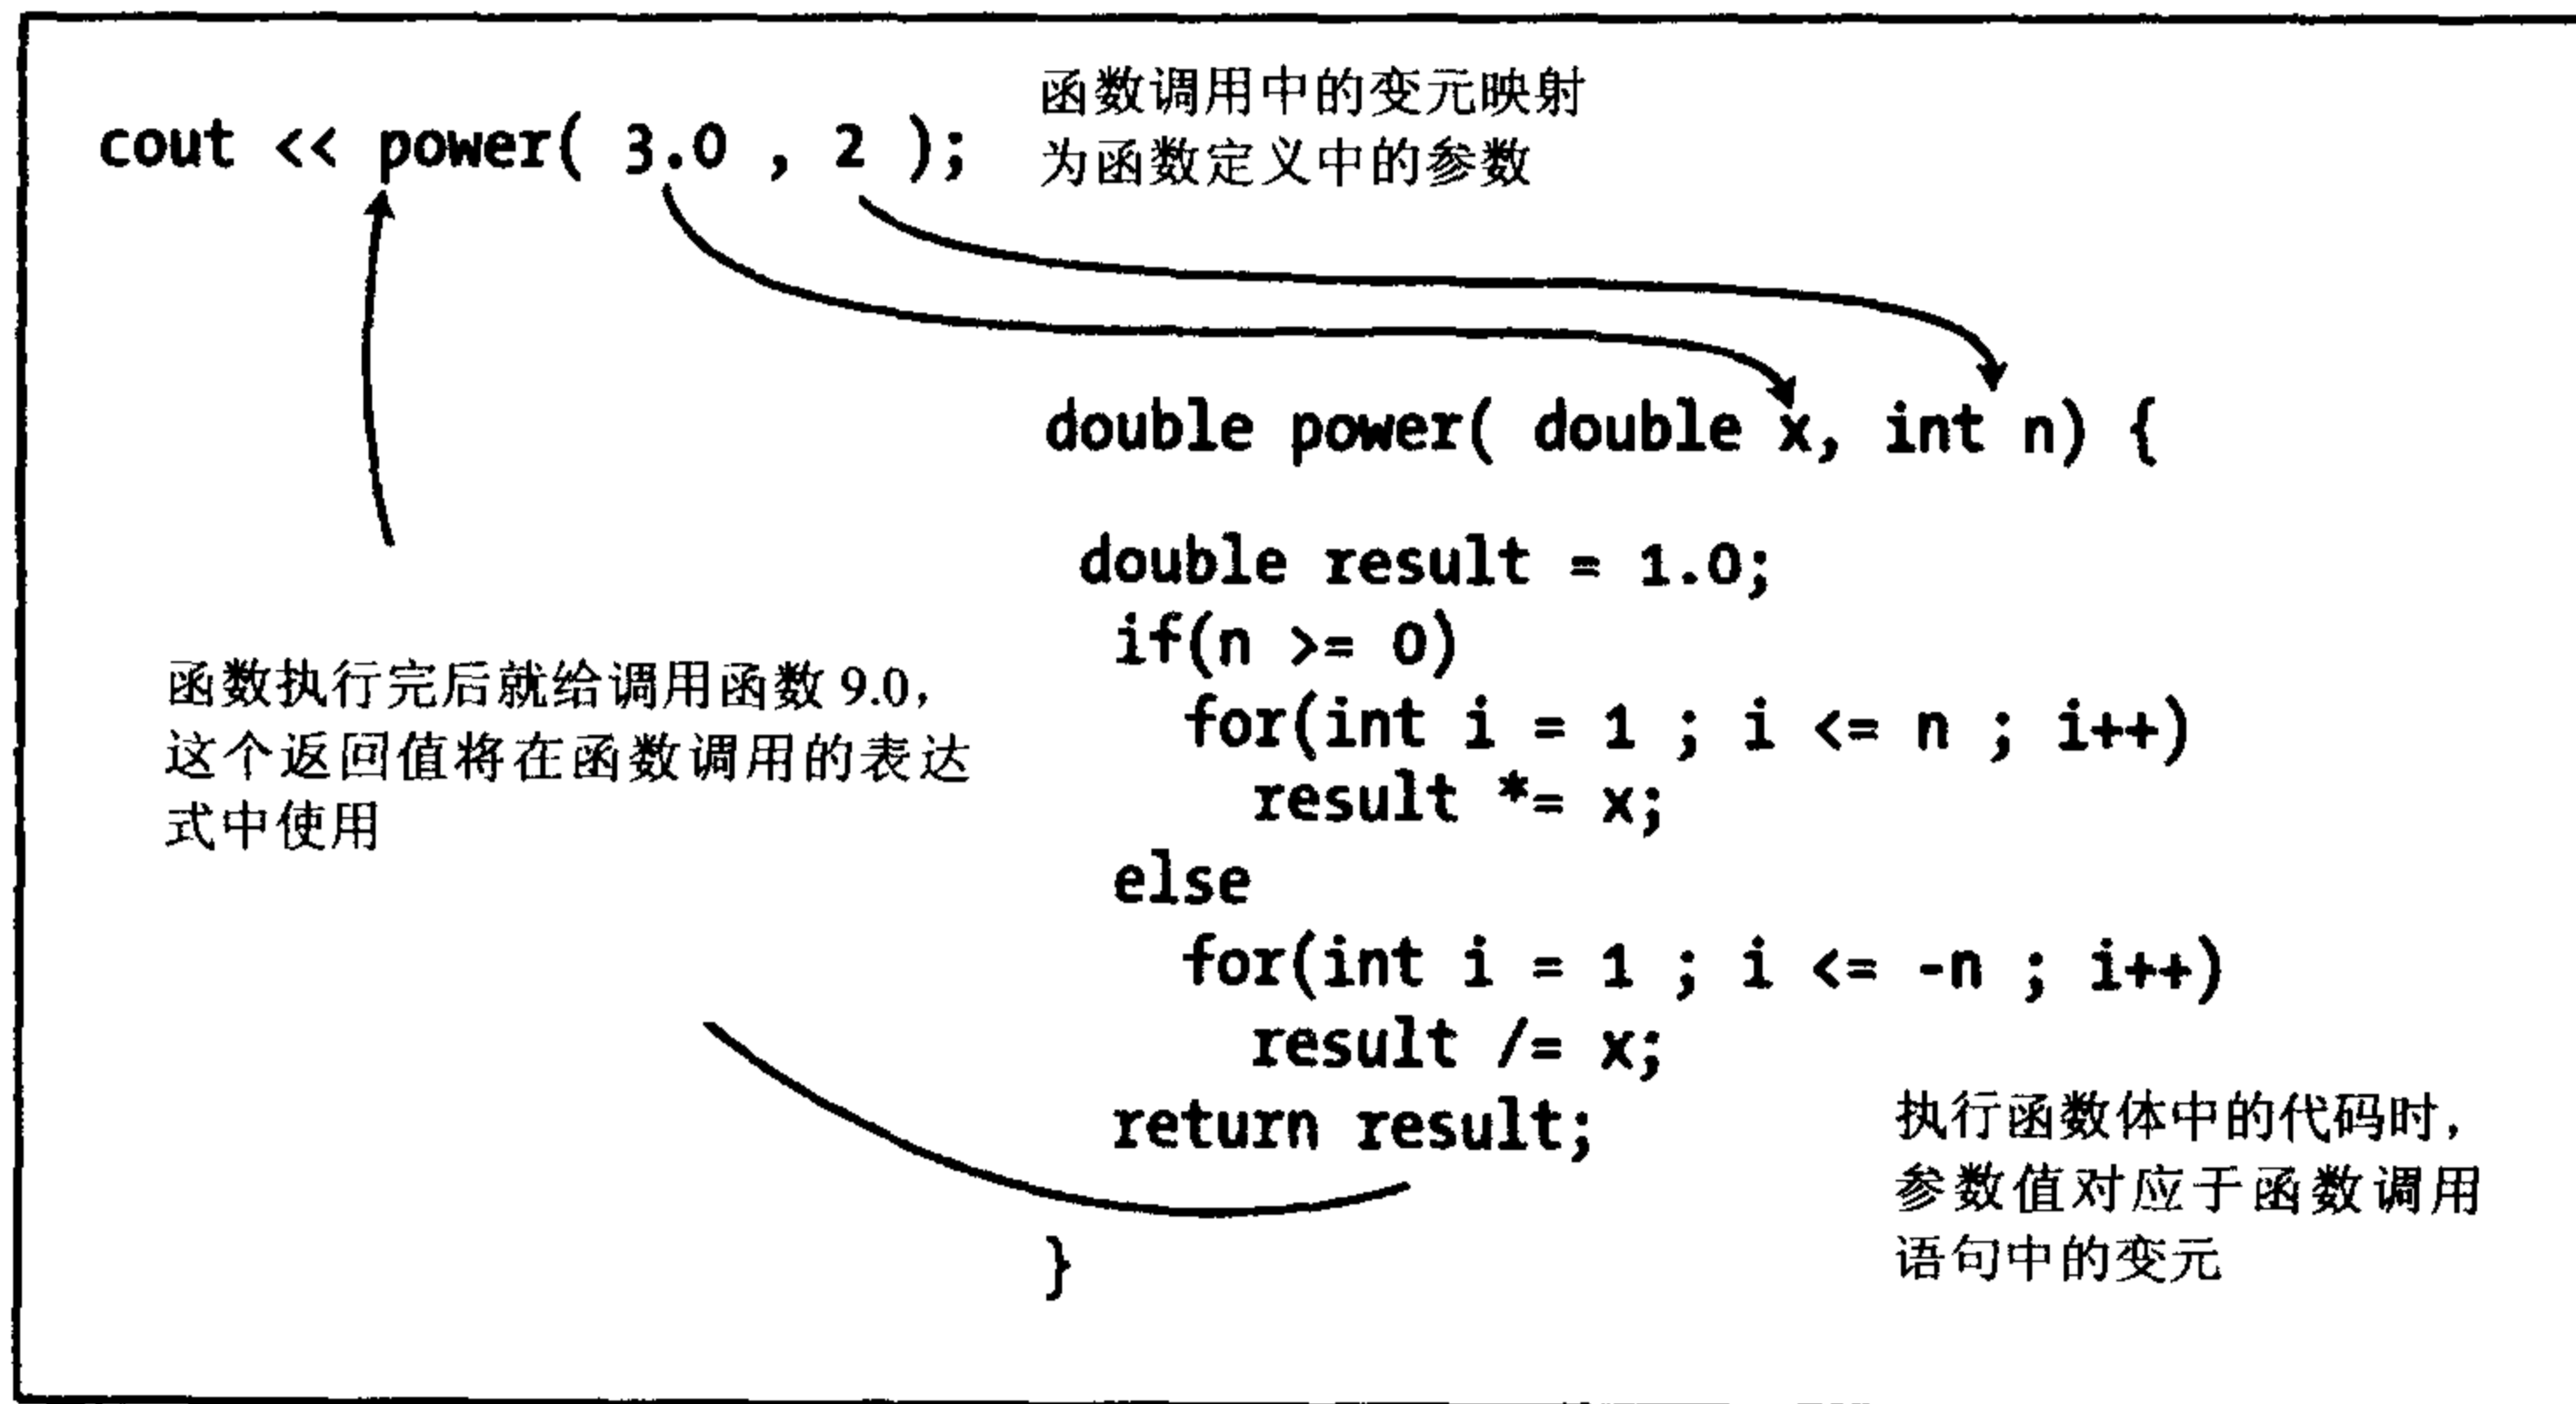 cout << power( 3.0 , 2 );
函数调用中的变元映射
为函数定义中的参数
double power( double x, int n) {
double result = 1.0;
if(n >= 0)
for(int i = 1 ; i <= n ; i++)
result *= x;
else
for(int i = 1 ; i <= -n ; i++)
result /= x;
return result;
}
函数执行完后就给调用函数 9.0，
这个返回值将在函数调用的表达
式中使用
执行函数体中的代码时，
参数值对应于函数调用
语句中的变元